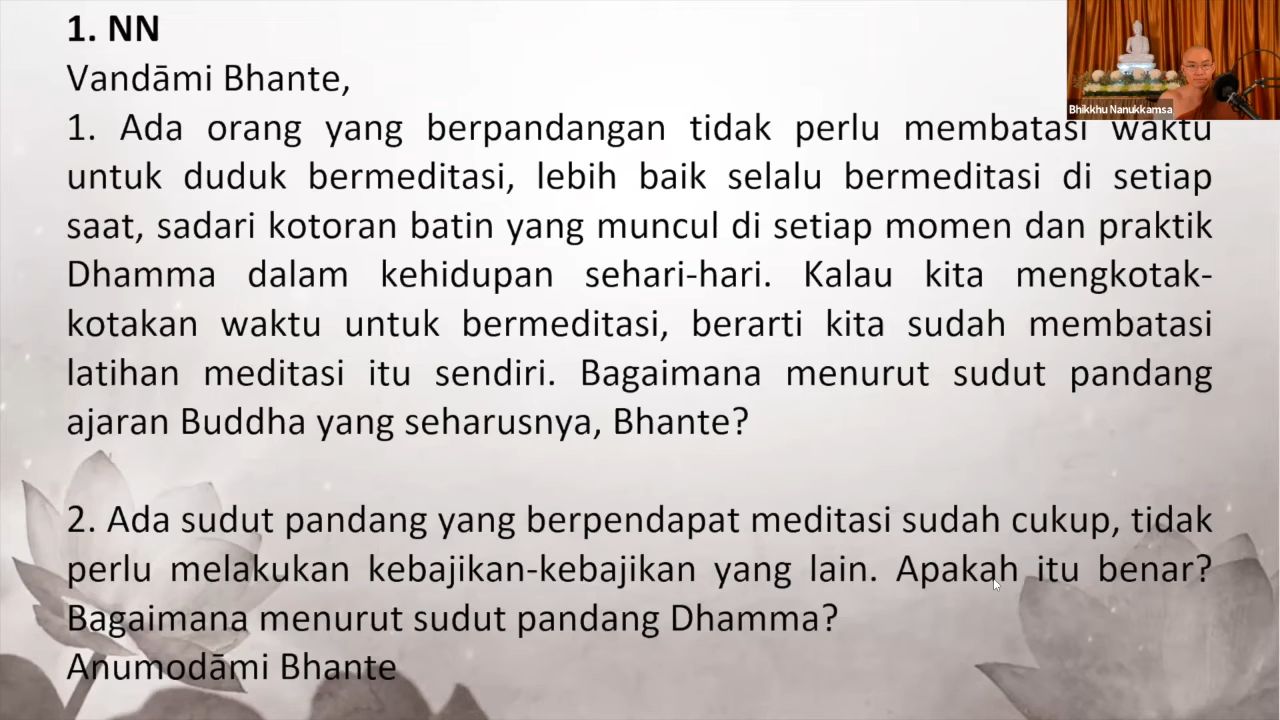 1. NN
Vandāmi Bhante,
Bhikkhu Nanukkamsa
1. Ada orang yang berpandangan tidak perlu membatasi waktu
untuk duduk bermeditasi, lebih baik selalu bermeditasi di setiap
saat, sadari kotoran batin yang muncul di setiap momen dan praktik
Dhamma dalam kehidupan sehari-hari. Kalau kita mengkotak-
kotakan waktu untuk bermeditasi, berarti kita sudah membatasi
latihan meditasi itu sendiri. Bagaimana menurut sudut pandang
ajaran Buddha yang seharusnya, Bhante?
2. Ada sudut pandang yang berpendapat meditasi sudah cukup, tidak
perlu melakukan kebajikan-kebajikan yang lain. Apakah itu benar?
Bagaimana menurut sudut pandang Dhamma?
Anumodāmi Bhante